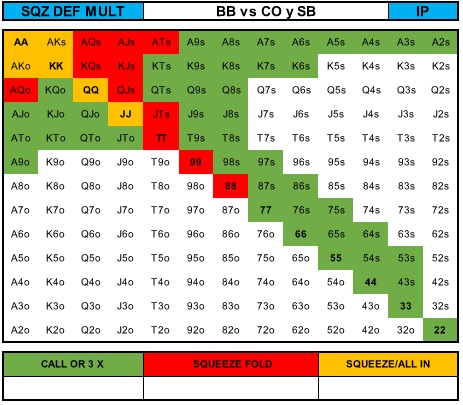 SQZ DEF MULT BB vs CO y SB IP
AA AKs AQs AJs ATs A9s A8s A7s A6s A5s A4s A3s A2s
AKo KK KQs KJs KTs K9s K8s K7s K6s K5s K4s K3s K2s
AQo KQo QQ QJs QTs Q9s Q8s Q7s Q6s Q5s Q4s Q3s Q2s
AJo KJo QJo JJ JTs J9s J8s J7s J6s J5s J4s J3s J2s
ATo KTo QTo JTo TT T9s T8s T7s T6s T5s T4s T3s T2s
A9o K9o Q9o J9o T9o 99 98s 97s 96s 95s 94s 93s 92s
A8o K8o Q8o J8o T8o 98o 88 87s 86s 85s 84s 83s 82s
A7o K7o Q7o J7o T7o 97o 87o 77 76s 75s 74s 73s 72s
A6o K6o Q6o J6o T6o 96o 86o 76o 66 65s 64s 63s 62s
A5o K5o Q5o J5o T5o 95o 85o 75o 65o 55 54s 53s 52s
A4o K4o Q4o J4o T4o 94o 84o 74o 64o 54o 44 43s 42s
A3o K3o Q3o J3o T3o 93o 83o 73o 63o 53o 43o 33 32s
A2o K2o Q2o J2o T2o 92o 82o 72o 62o 52o 42o 32o 22
CALL OR 3 X SQUEEZE FOLD SQUEEZE/ALL IN